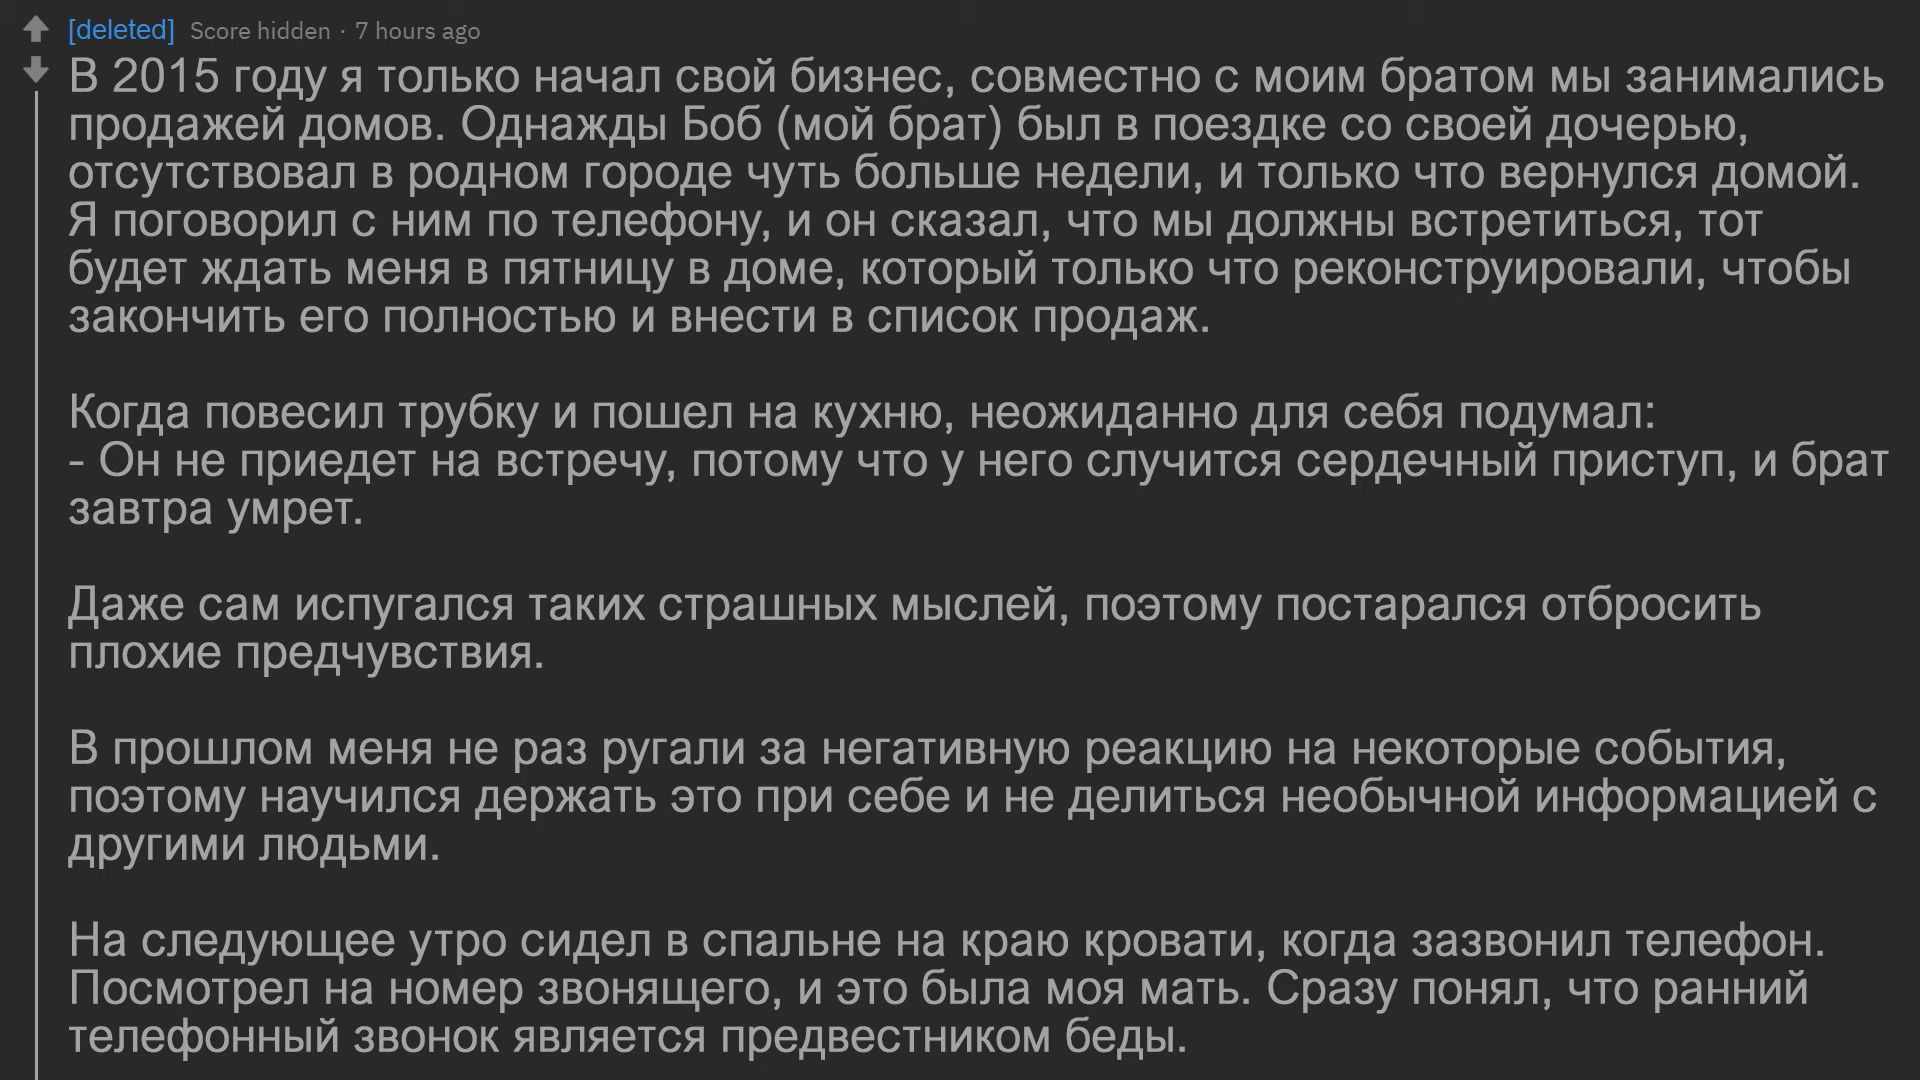 [deleted] Score hidden · 7 hours ago
В 2015 году я только начал свой бизнес, совместно с моим братом мы занимались
продажей домов. Однажды Боб (мой брат) был в поездке со своей дочерью,
отсутствовал в родном городе чуть больше недели, и только что вернулся домой.
Я поговорил с ним по телефону, и он сказал, что мы должны встретиться, тот
будет ждать меня в пятницу в доме, который только что реконструировали, чтобы
закончить его полностью и внести в список продаж.
Когда повесил трубку и пошел на кухню, неожиданно для себя подумал:
- Он не приедет на встречу, потому что у него случится сердечный приступ, и брат
завтра умрет.
Даже сам испугался таких страшных мыслей, поэтому постарался отбросить
плохие предчувствия.
В прошлом меня не раз ругали за негативную реакцию на некоторые события,
поэтому научился держать это при себе и не делиться необычной информацией с
другими людьми.
На следующее утро сидел в спальне на краю кровати, когда зазвонил телефон.
Посмотрел на номер звонящего, и это была моя мать. Сразу понял, что ранний
телефонный звонок является предвестником беды.